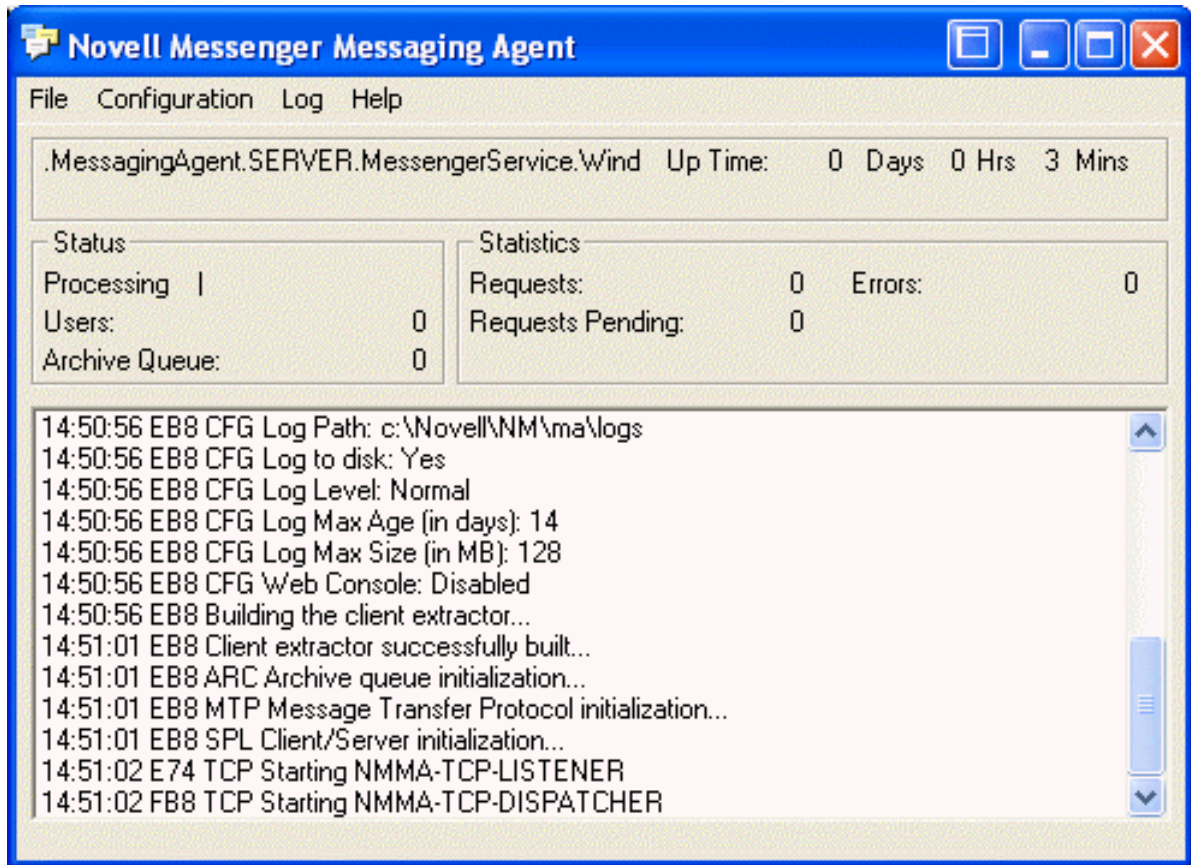 Novell Messenger Messaging Agent
File Configuration Log Help
.MessagingAgent.SERVER.MessengerService.Wind Up Time: 0 Days 0 Hrs 3 Mins
Status
Processing |
Users: 0
Archive Queue: 0
Statistics
Requests: 0 Errors: 0
Requests Pending: 0
14:50:56 EB8 CFG Log Path: c:\Novell\NM\ma\logs
14:50:56 EB8 CFG Log to disk: Yes
14:50:56 EB8 CFG Log Level: Normal
14:50:56 EB8 CFG Log Max Age (in days): 14
14:50:56 EB8 CFG Log Max Size (in MB): 128
14:50:56 EB8 CFG Web Console: Disabled
14:50:56 EB8 Building the client extractor...
14:51:01 EB8 Client extractor successfully built...
14:51:01 EB8 ARC Archive queue initialization...
14:51:01 EB8 MTP Message Transfer Protocol initialization...
14:51:01 EB8 SPL Client/Server initialization...
14:51:02 E74 TCP Starting NMMA-TCP-LISTENER
14:51:02 FB8 TCP Starting NMMA-TCP-DISPATCHER